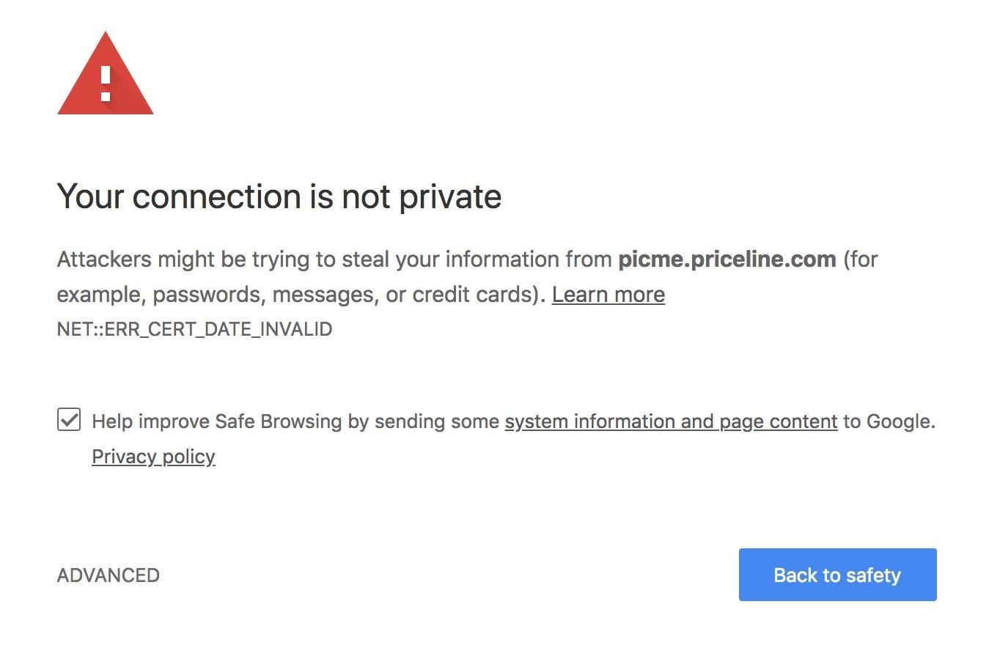 Your connection is not private
Attackers might be trying to steal your information from picme.priceline.com (for
example, passwords, messages, or credit cards). Learn more
NET::ERR_CERT_DATE_INVALID
Help improve Safe Browsing by sending some system information and page content to Google.
Privacy policy
ADVANCED
Back to safety